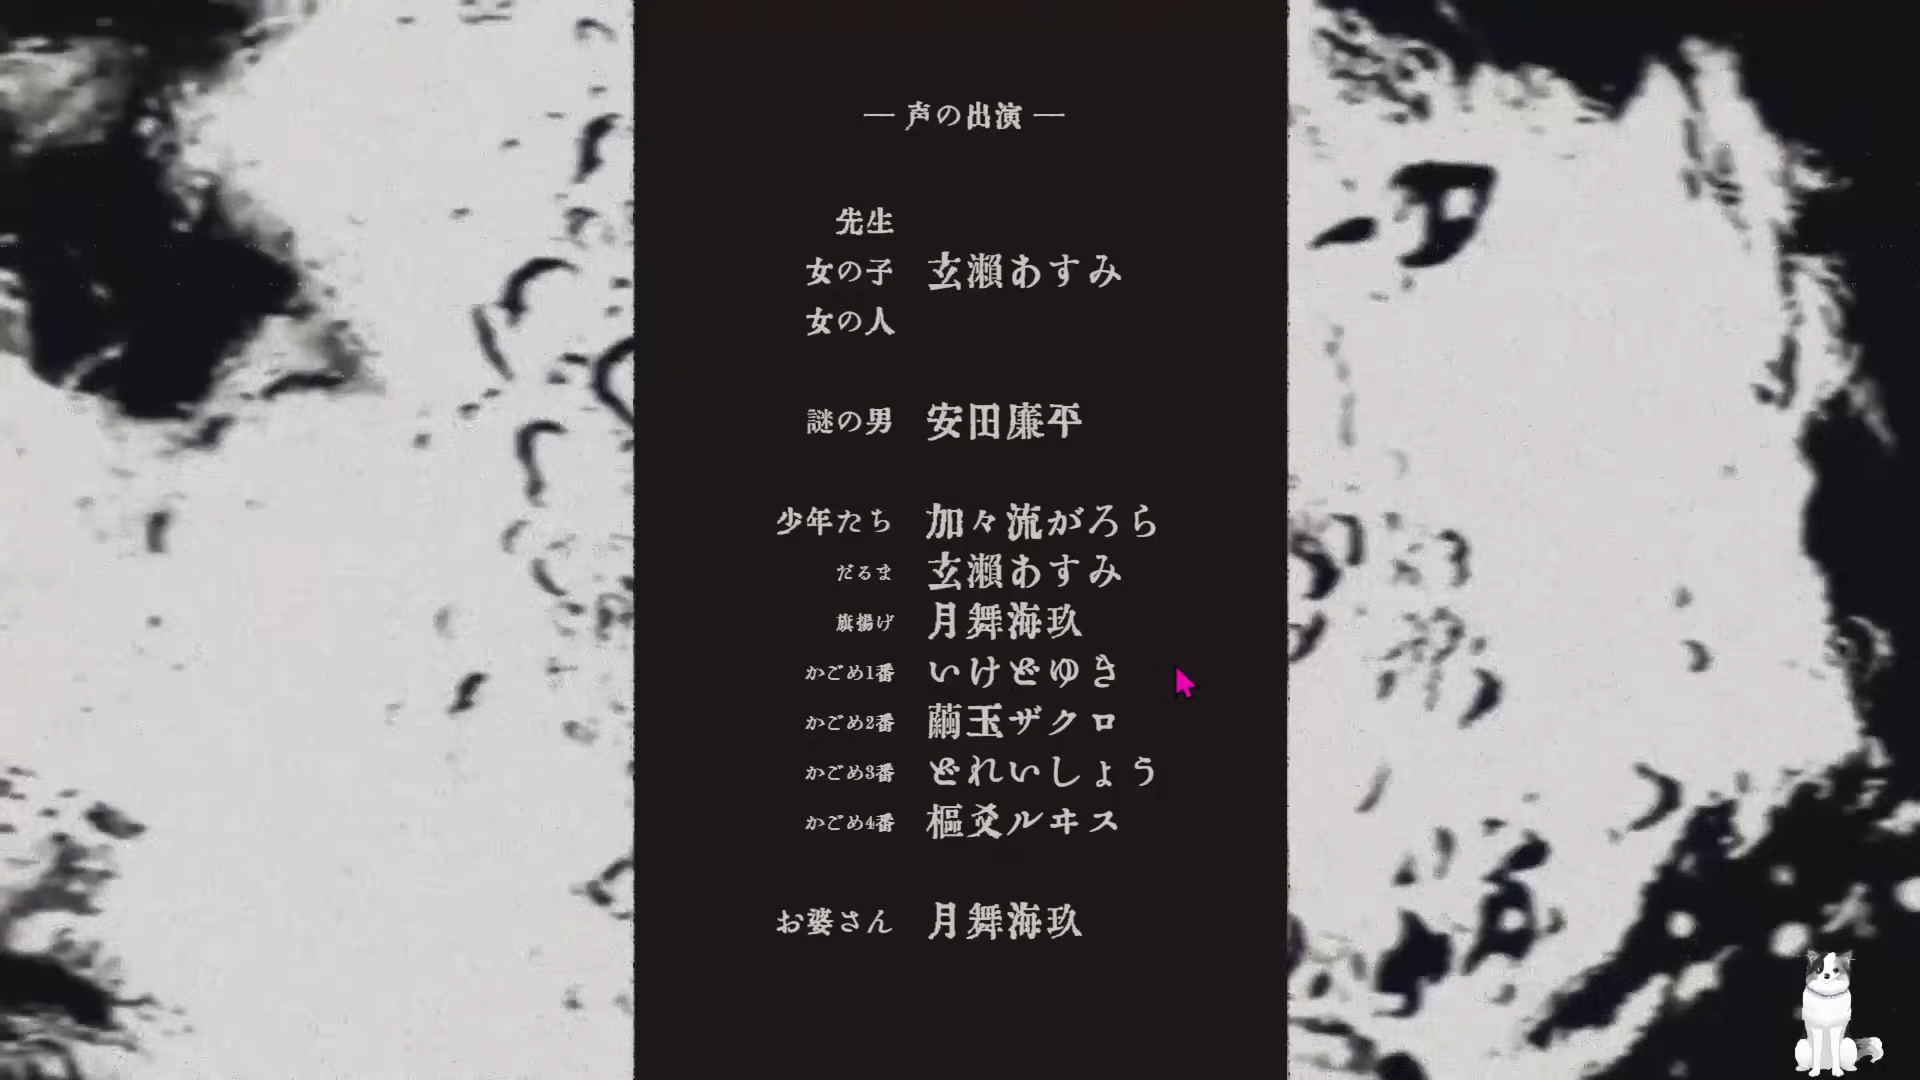 ― 声の出演 ―
先生
女の子 玄瀬あすみ
女の人
謎の男 安田廉平
少年たち 加々流がろら
だるま 玄瀬あすみ
旗揚げ 月舞海玖
かごめ1番 いけどゆき
かごめ2番 繭玉ザクロ
かごめ3番 どれいしょう
かごめ4番 樞爻ルヰス
お婆さん 月舞海玖